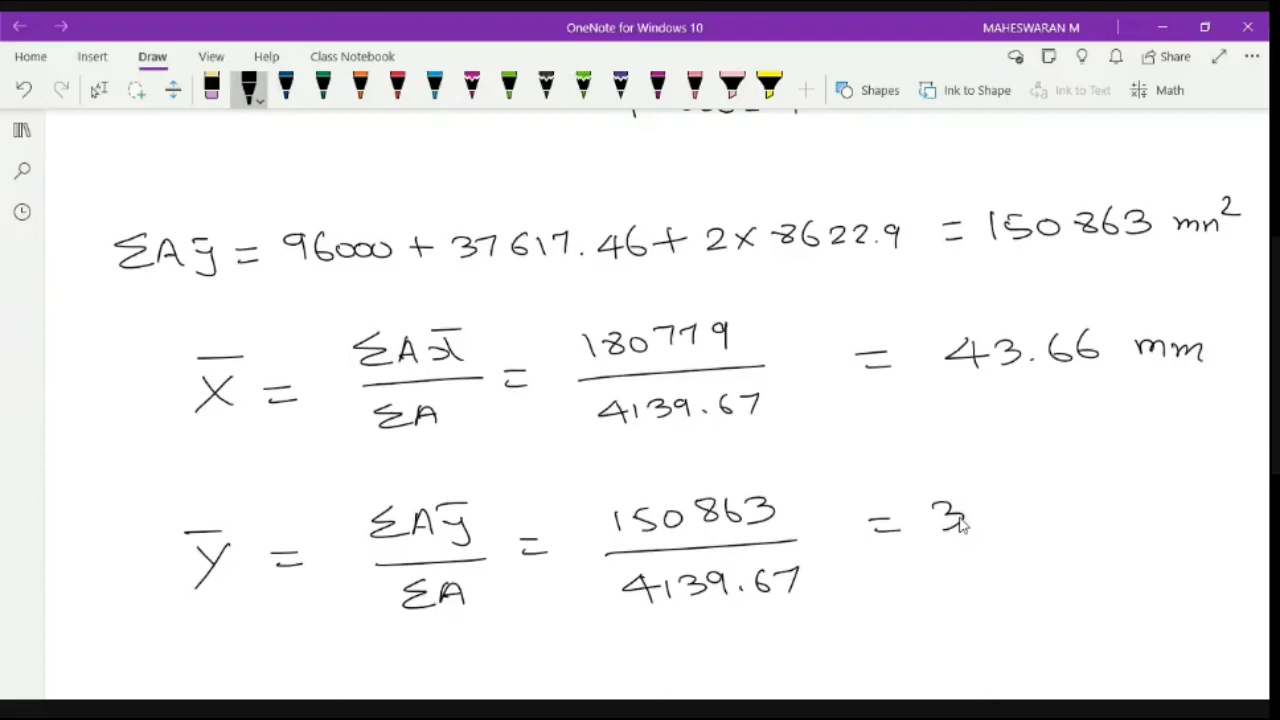 OneNote for Windows 10 MAHESWARAN M
Home Insert Draw View Help Class Notebook Share
Shapes Ink to Shape Ink to Text Math
ΣAȳ = 96000 + 37617.46 + 2 x 8622.9 = 150863 mm²
X̄ = ΣAx̄ / ΣA = 180779 / 4139.67 = 43.66 mm
Y̅ = ΣAȳ / ΣA = 150863 / 4139.67 = 3